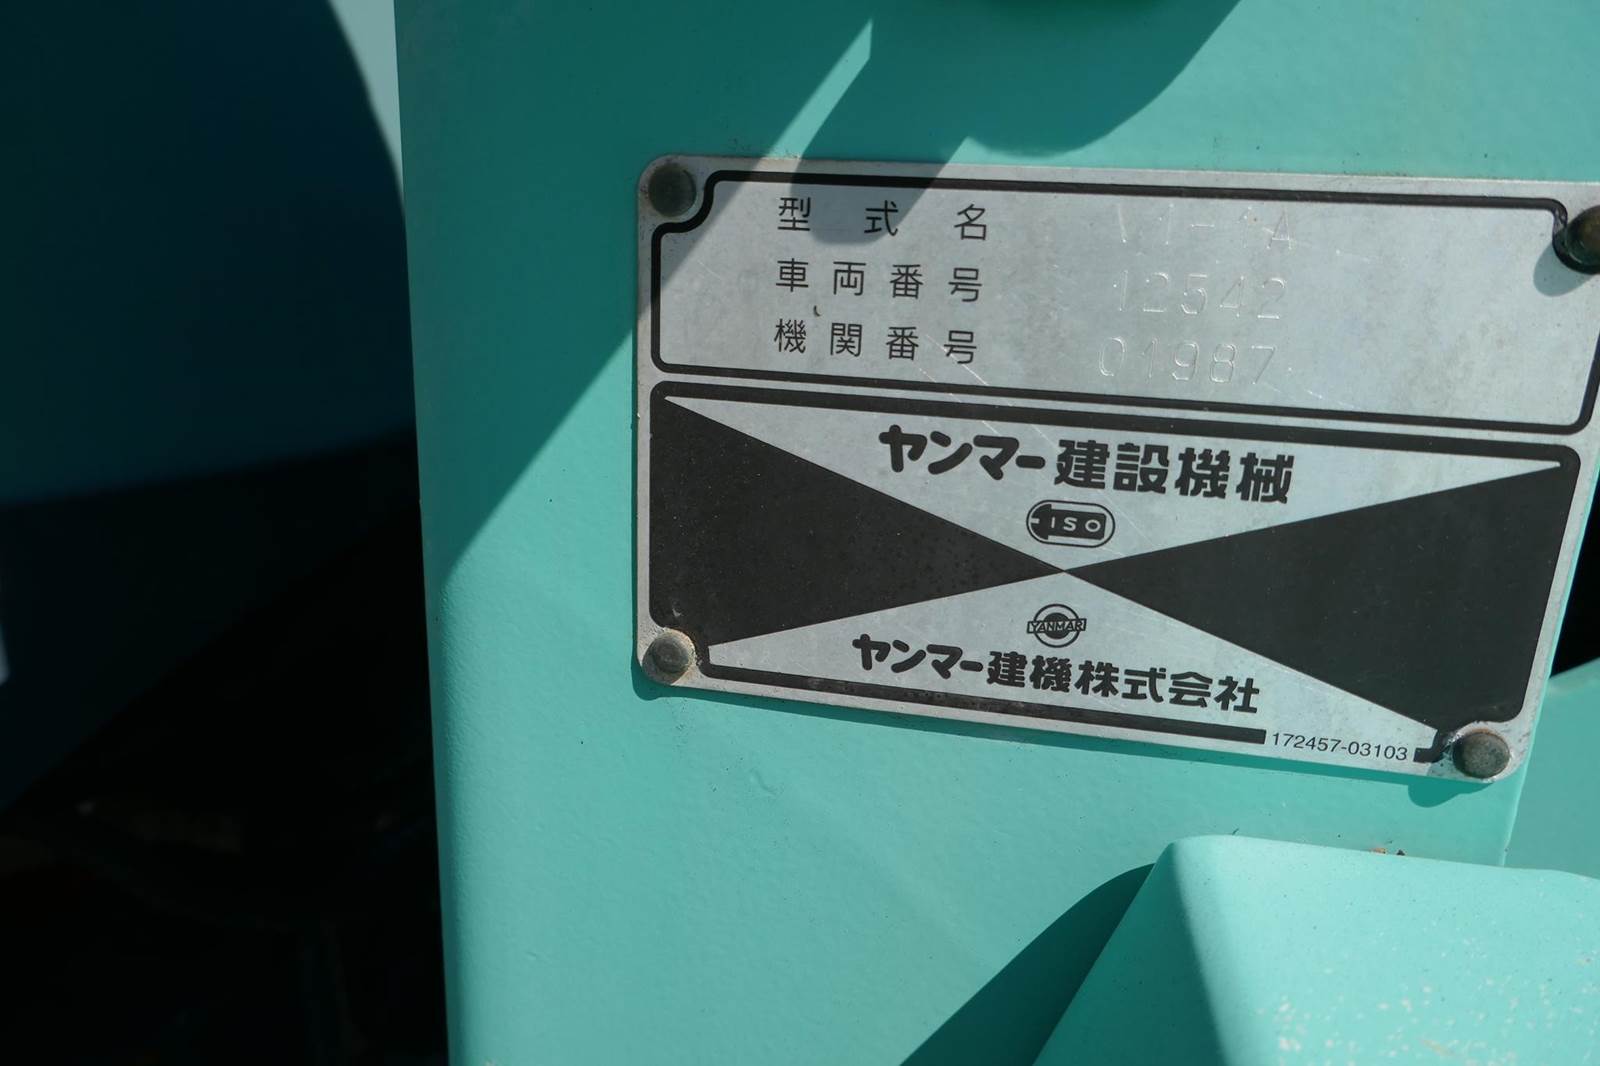 型式名
車両番号 12542
機関番号 01987
ヤンマー建設機械
ISO
YANMAR
ヤンマー建機株式会社
172457-03103